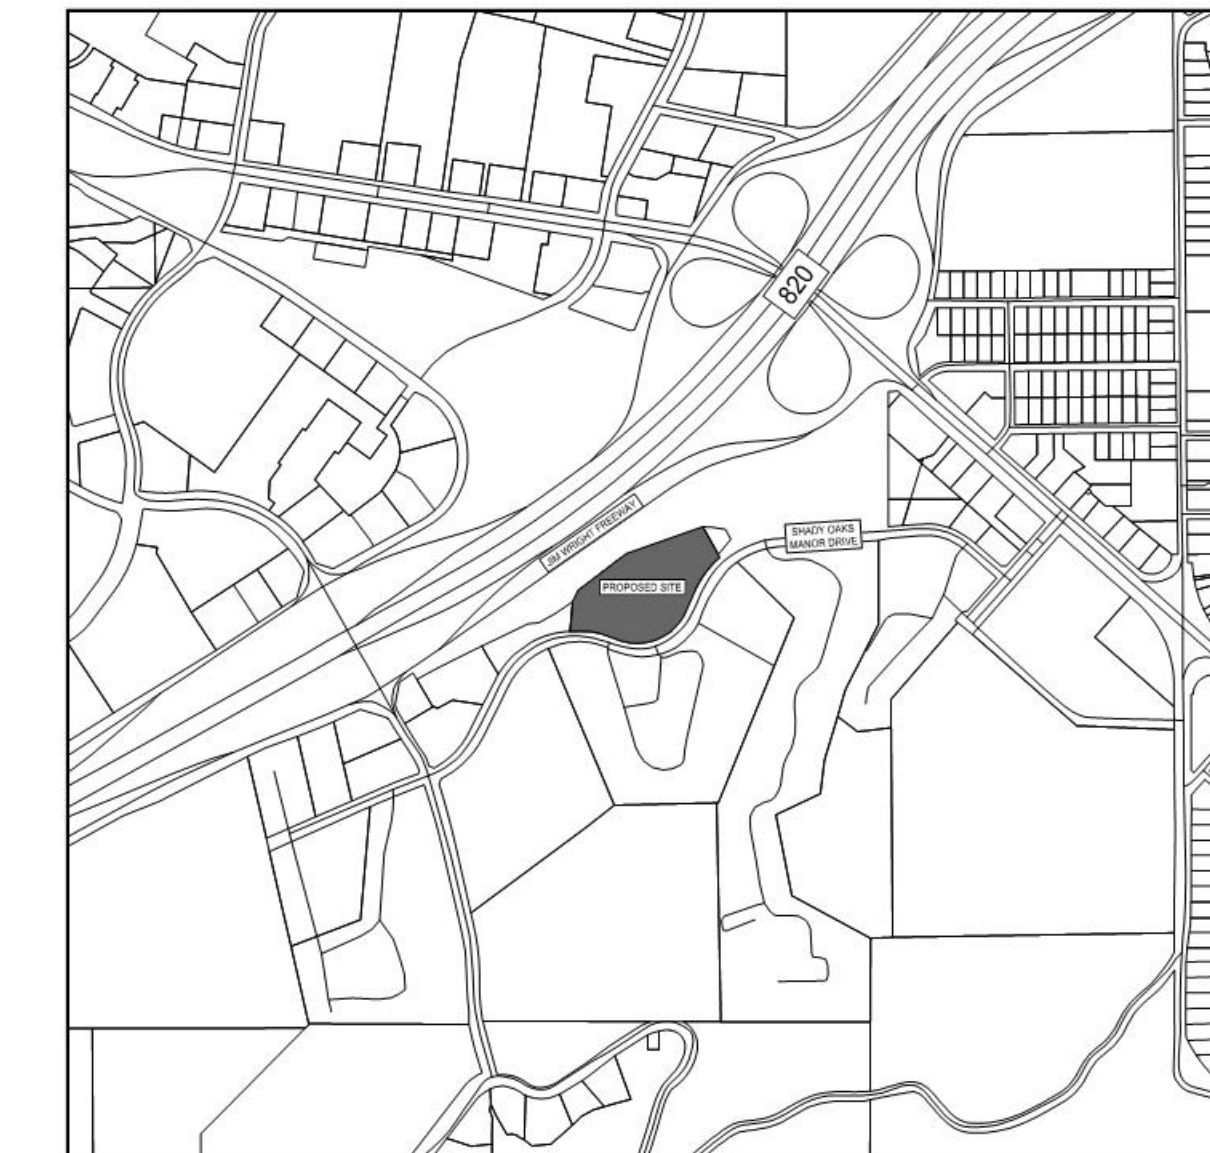 820
JIM WRIGHT FREEWAY
SHADY OAKS
MANOR DRIVE
PROPOSED SITE